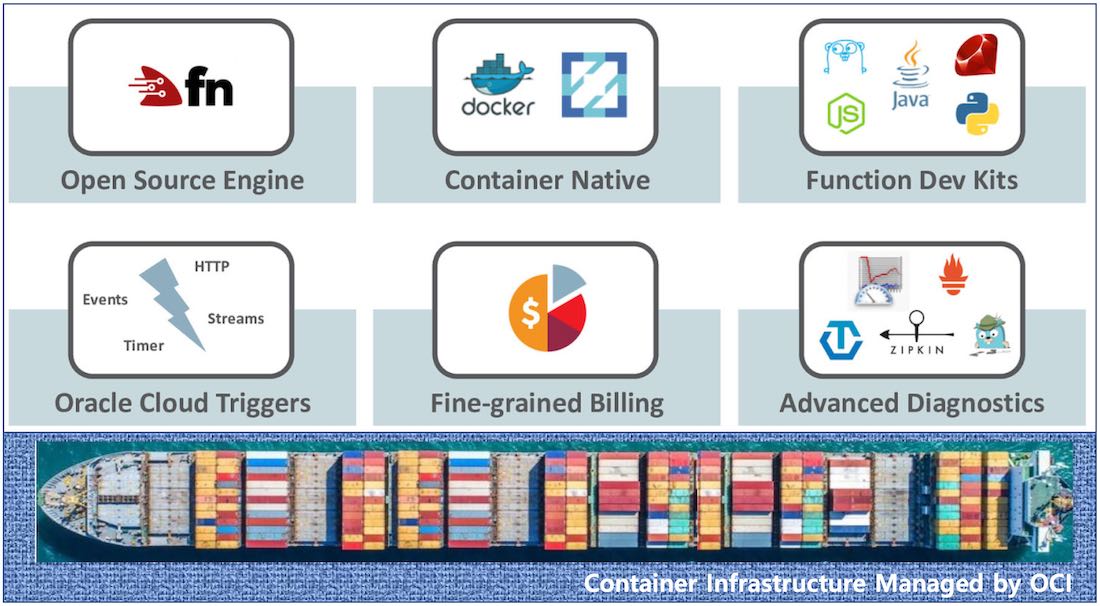 fn
docker
JS
Java
Open Source Engine
Container Native
Function Dev Kits
HTTP
Events
Streams
Timer
$
ZIPKIN
Oracle Cloud Triggers
Fine-grained Billing
Advanced Diagnostics
Container Infrastructure Managed by OCI